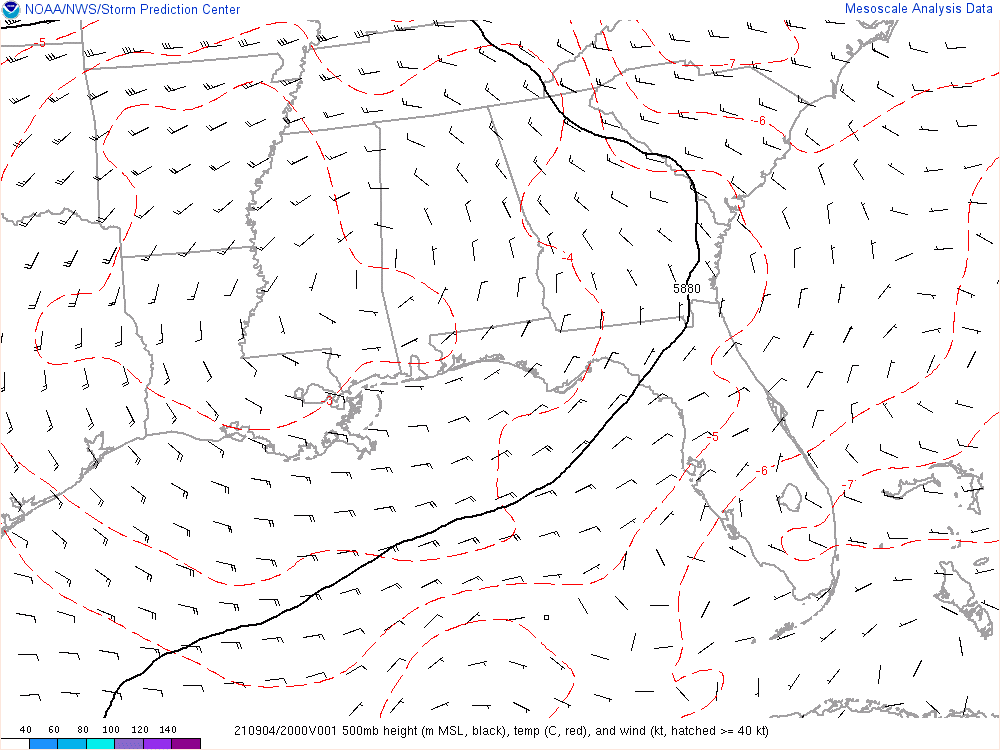 NOAA/NWS/Storm Prediction Center
Mesoscale Analysis Data
-5
-7
-6
-4
5880
-3
-5
-6
-7
40 60 80 100 120 140
210904/2000V001 500mb height (m MSL, black), temp (C, red), and wind (kt, hatched >= 40 kt)